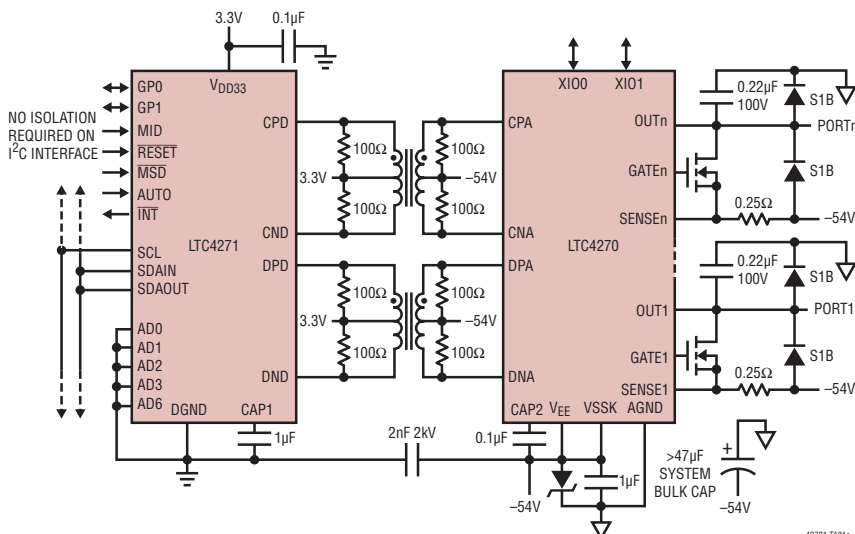 3.3V
0.1µF
VDD33
GP0
GP1
MID
RESET
MSD
AUTO
INT
NO ISOLATION
REQUIRED ON
I2C INTERFACE
SCL
SDAIN
SDAOUT
AD0
AD1
AD2
AD3
AD6
LTC4271
CPD
CND
DPD
DND
DGND
CAP1
1µF
100Ω
3.3V
100Ω
100Ω
–54V
100Ω
100Ω
3.3V
100Ω
100Ω
–54V
100Ω
2nF 2kV
XIO0
XIO1
CPA
CNA
DPA
DNA
LTC4270
OUTn
GATEn
SENSEn
OUT1
GATE1
SENSE1
CAP2
VEE
VSSK
AGND
0.22µF
100V
S1B
PORTn
S1B
0.25Ω
–54V
0.22µF
100V
S1B
PORT1
S1B
0.25Ω
–54V
0.1µF
–54V
1µF
+
>47µF
SYSTEM
BULK CAP
–54V
42701 TA01a